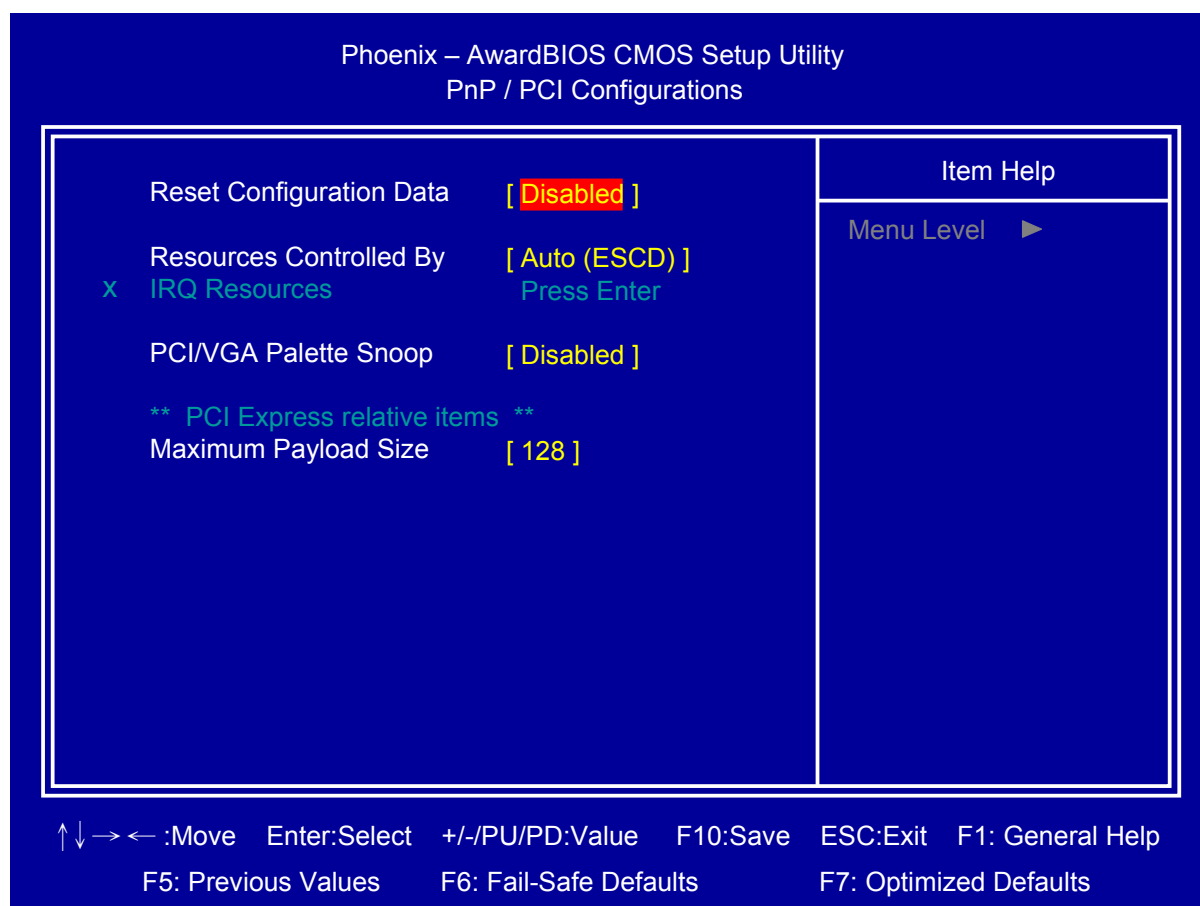 Phoenix – AwardBIOS CMOS Setup Utility
PnP / PCI Configurations
Reset Configuration Data [ Disabled ]
Resources Controlled By [ Auto (ESCD) ]
x IRQ Resources Press Enter
PCI/VGA Palette Snoop [ Disabled ]
** PCI Express relative items **
Maximum Payload Size [ 128 ]
Item Help
Menu Level ►
↑↓→← :Move Enter:Select +/-/PU/PD:Value F10:Save ESC:Exit F1: General Help
F5: Previous Values F6: Fail-Safe Defaults F7: Optimized Defaults